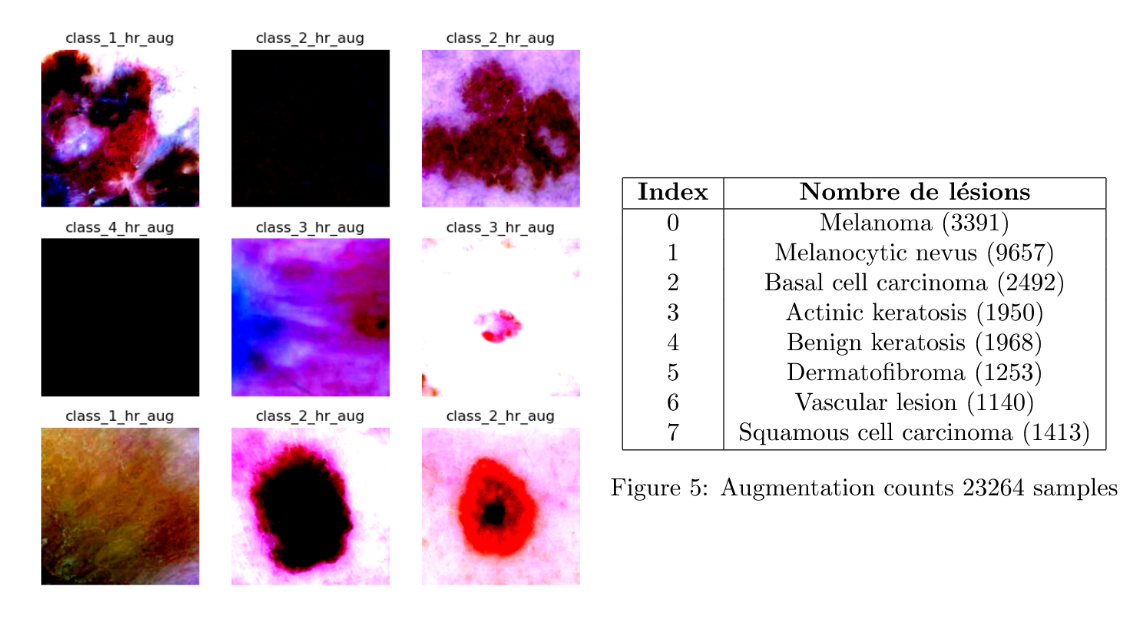 class_1_hr_aug class_2_hr_aug class_2_hr_aug
class_4_hr_aug class_3_hr_aug class_3_hr_aug
class_1_hr_aug class_2_hr_aug class_2_hr_aug
Index Nombre de lésions
0 Melanoma (3391)
1 Melanocytic nevus (9657)
2 Basal cell carcinoma (2492)
3 Actinic keratosis (1950)
4 Benign keratosis (1968)
5 Dermatofibroma (1253)
6 Vascular lesion (1140)
7 Squamous cell carcinoma (1413)
Figure 5: Augmentation counts 23264 samples